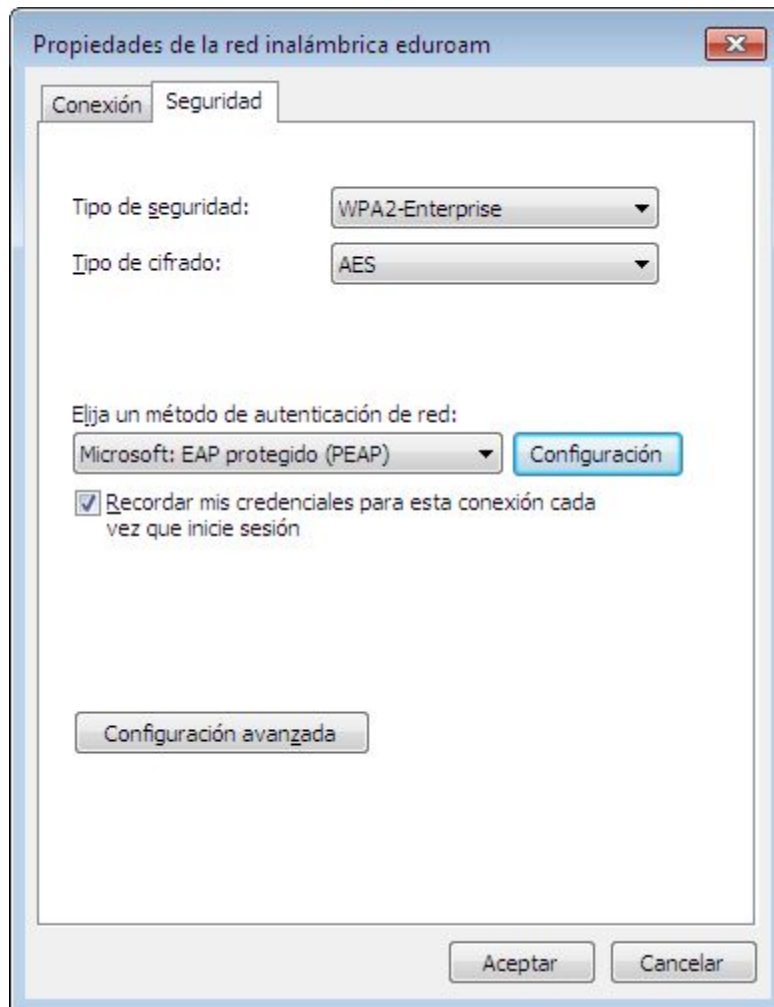 Propiedades de la red inalámbrica eduroam
Conexión
Seguridad
Tipo de seguridad:
WPA2-Enterprise
Tipo de cifrado:
AES
Elija un método de autenticación de red:
Microsoft: EAP protegido (PEAP)
Configuración
Recordar mis credenciales para esta conexión cada
vez que inicie sesión
Configuración avanzada
Aceptar
Cancelar